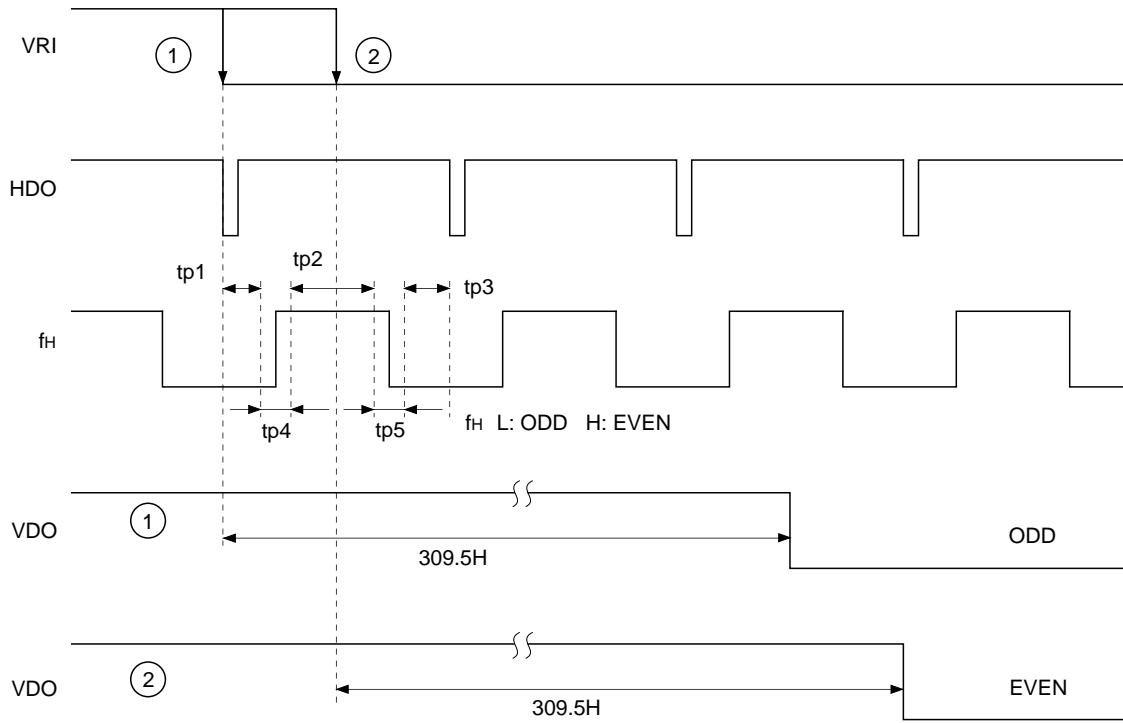 VRI
1
2
HDO
tp1
tp2
tp3
fH
tp4
tp5
fH L: ODD H: EVEN
VDO
1
309.5H
ODD
VDO
2
309.5H
EVEN